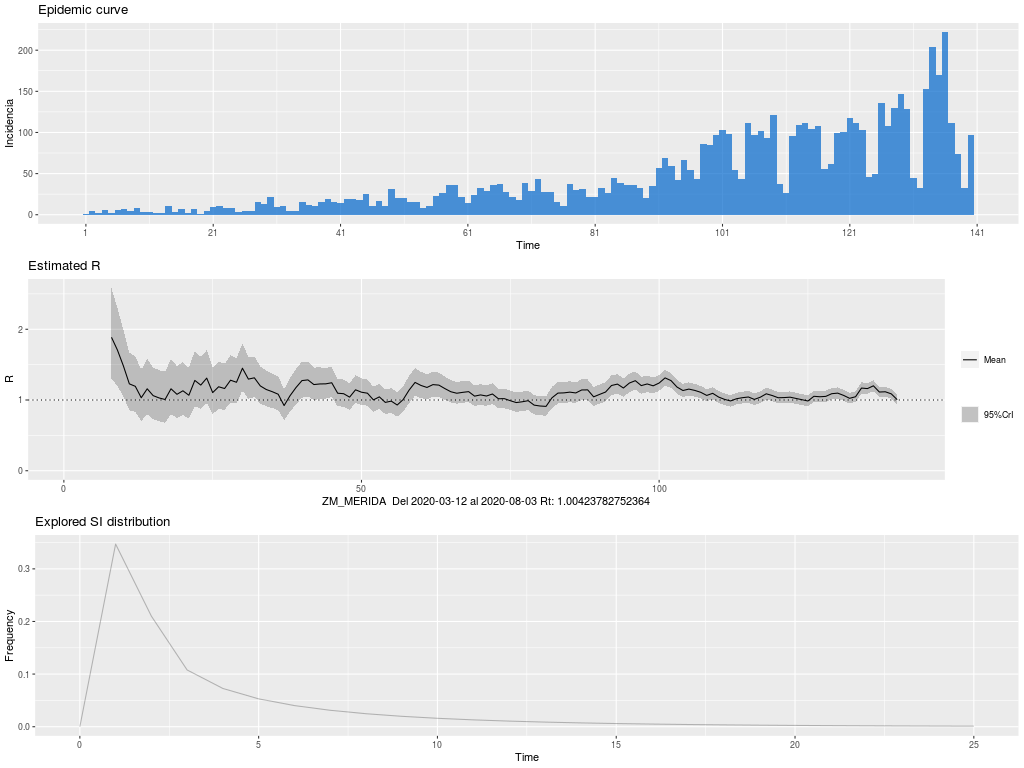 Epidemic curve
Incidencia
200
150
100
50
0
1 21 41 61 81 101 121 141
Time
Estimated R
R
2
1
0
0 50 100
Mean
95%CrI
ZM_MERIDA Del 2020-03-12 al 2020-08-03 Rt: 1.00423782752364
Explored SI distribution
Frequency
0.3
0.2
0.1
0.0
0 5 10 15 20 25
Time